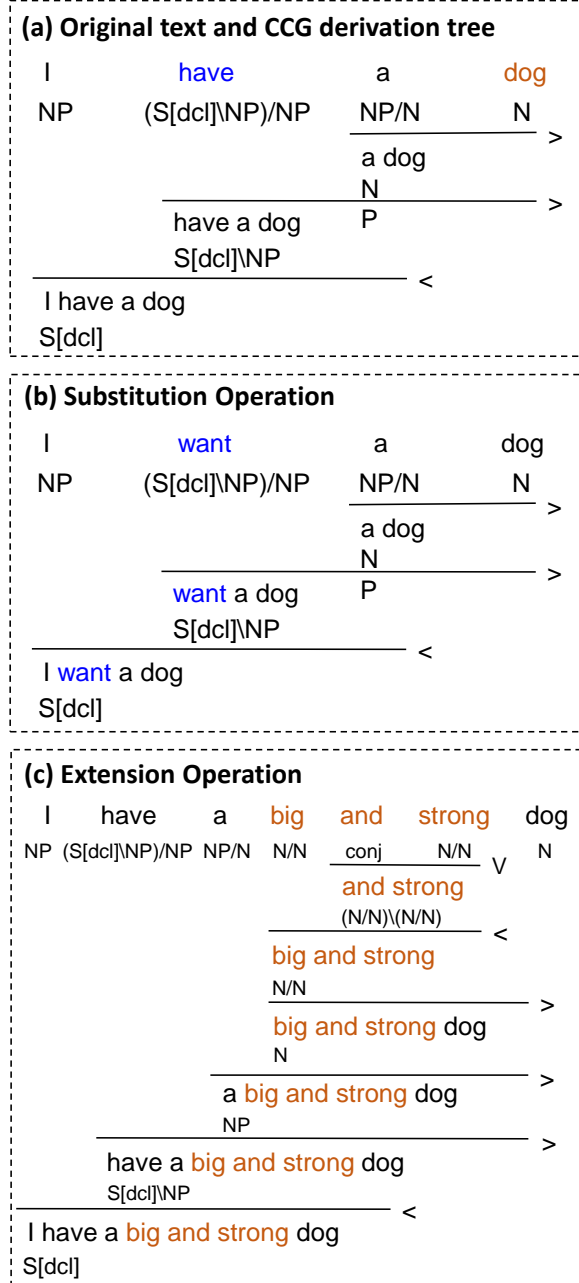 (a) Original text and CCG derivation tree
I have a dog
NP (S[dcl]\NP)/NP NP/N N
>
a dog
N
>
P
have a dog
S[dcl]\NP
<
I have a dog
S[dcl]
(b) Substitution Operation
I want a dog
NP (S[dcl]\NP)/NP NP/N N
>
a dog
N
>
P
want a dog
S[dcl]\NP
<
I want a dog
S[dcl]
(c) Extension Operation
I have a big and strong dog
NP (S[dcl]\NP)/NP NP/N N/N conj N/N N
V
and strong
(N/N)\(N/N)
<
big and strong
N/N
>
big and strong dog
N
>
a big and strong dog
NP
>
have a big and strong dog
S[dcl]\NP
<
I have a big and strong dog
S[dcl]